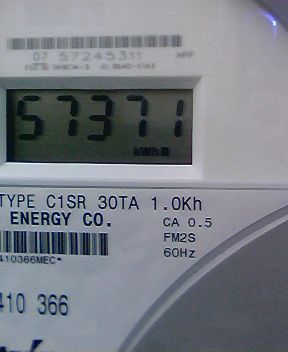 07 57245311 HPP
57371
kWh
TYPE C1SR 30TA 1.0Kh
ENERGY CO. CA 0.5
FM2S
410366MEC* 60Hz
410 366